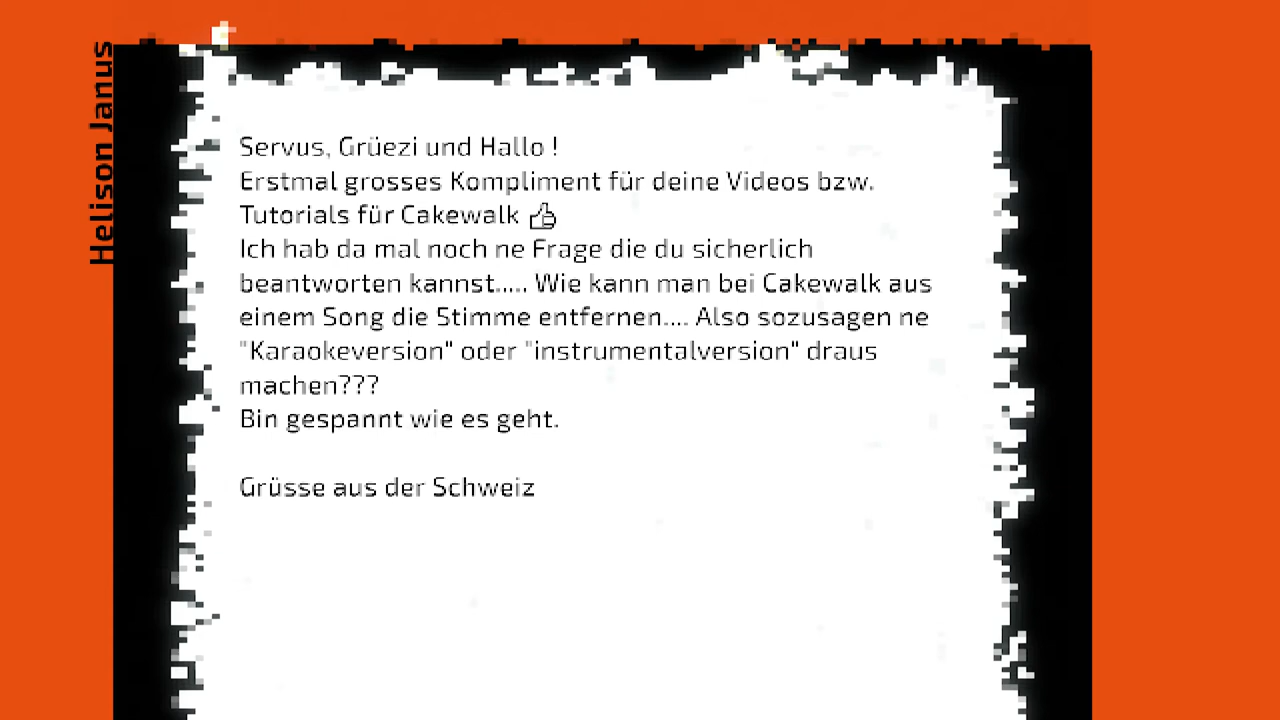 Helison Janus
Servus, Grüezi und Hallo !
Erstmal grosses Kompliment für deine Videos bzw.
Tutorials für Cakewalk 👍
Ich hab da mal noch ne Frage die du sicherlich
beantworten kannst..... Wie kann man bei Cakewalk aus
einem Song die Stimme entfernen.... Also sozusagen ne
"Karaokeversion" oder "instrumentalversion" draus
machen???
Bin gespannt wie es geht.
Grüsse aus der Schweiz